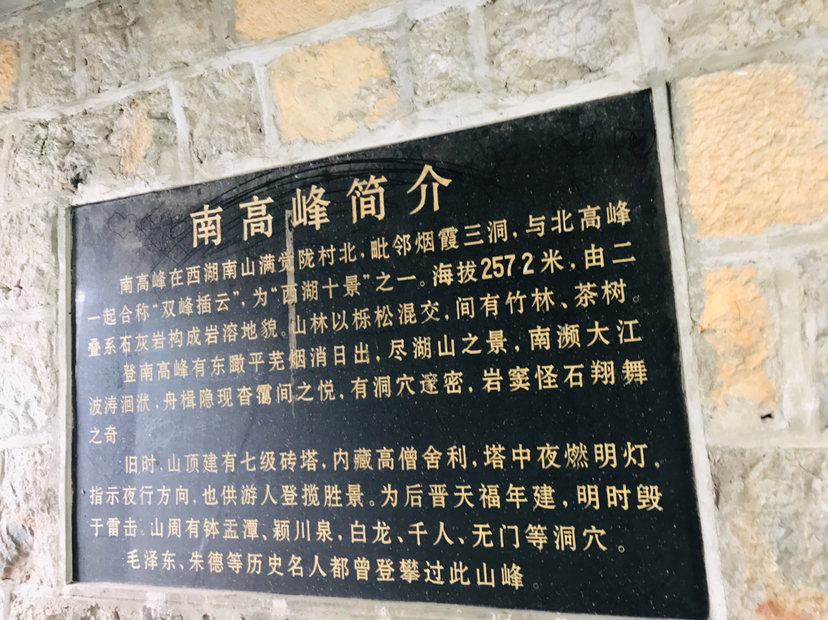 南高峰简介
南高峰在西湖南山满觉陇村北，毗邻烟霞三洞，与北高峰
一起合称“双峰插云”，为“西湖十景”之一。海拔257·2米，由二
叠系石灰岩构成岩溶地貌。山林以栎松混交，间有竹林、茶树。
登南高峰有东瞰平芜烟消日出，尽湖山之景，南濒大江
波涛洄洑，舟楫隐现杳霭间之悦，有洞穴邃密，岩窦怪石翔舞
之奇。
旧时，山顶建有七级砖塔，内藏高僧舍利，塔中夜燃明灯，
指示夜行方向，也供游人登揽胜景。为后晋天福年建，明时毁
于雷击。山周有钵盂潭、颖川泉，白龙、千人、无门等洞穴。
毛泽东、朱德等历史名人都曾登攀过此山峰。